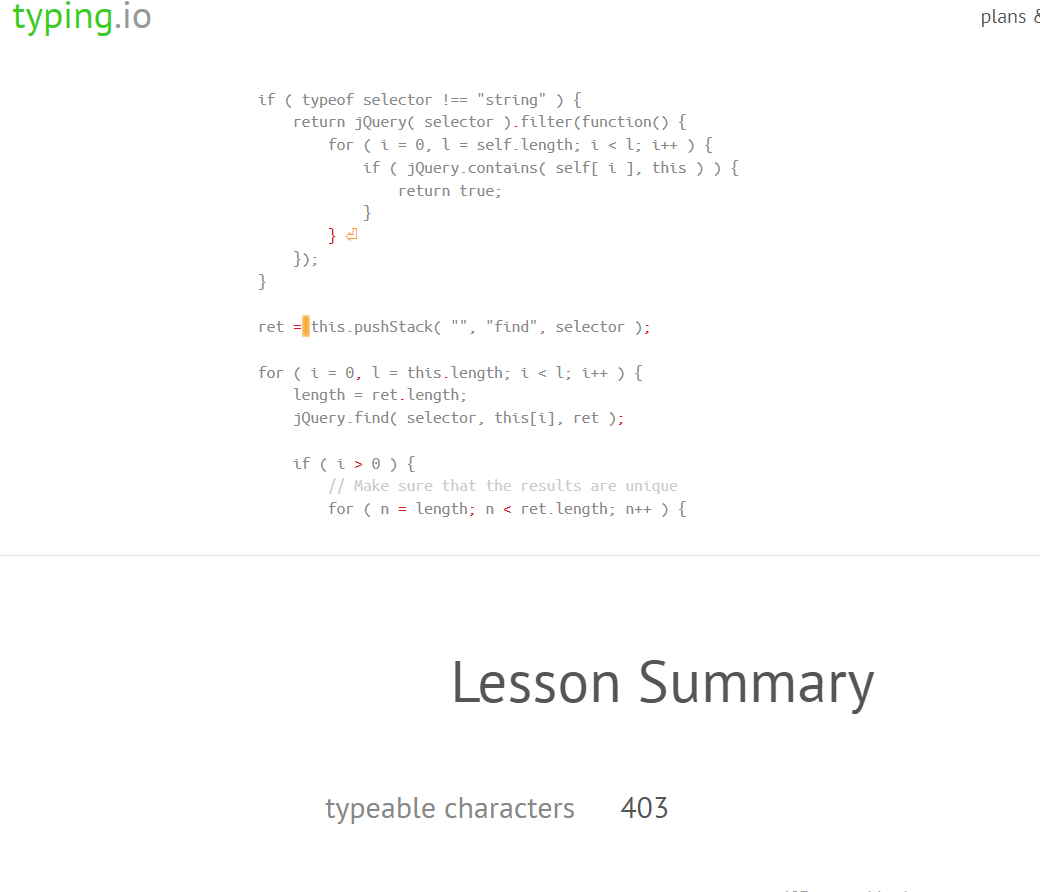 typing.io
plans &
if ( typeof selector !== "string" ) {
    return jQuery( selector ).filter(function() {
        for ( i = 0, l = self.length; i < l; i++ ) {
            if ( jQuery.contains( self[ i ], this ) ) {
                return true;
            }
        } ⏎
    });
}
ret = this.pushStack( "", "find", selector );
for ( i = 0, l = this.length; i < l; i++ ) {
    length = ret.length;
    jQuery.find( selector, this[i], ret );
    if ( i > 0 ) {
        // Make sure that the results are unique
        for ( n = length; n < ret.length; n++ ) {
Lesson Summary
typeable characters 403